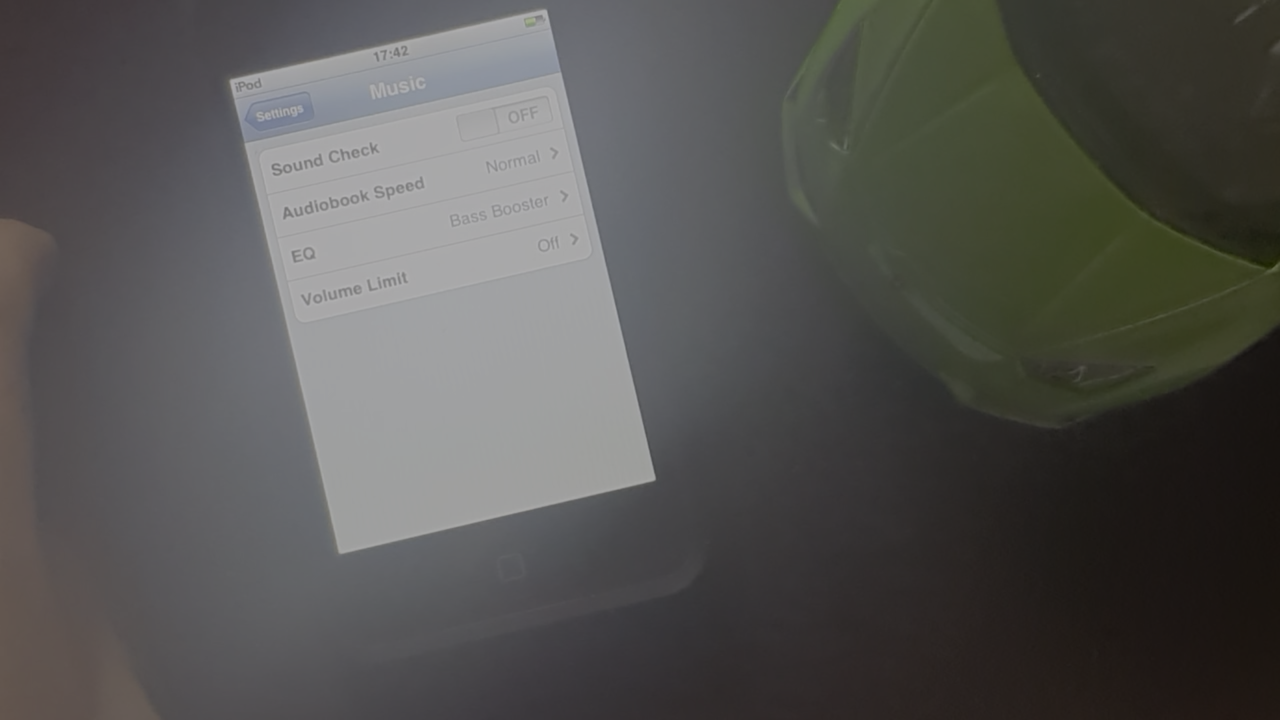 iPod 17:42
Settings Music
Sound Check OFF
Audiobook Speed Normal
EQ Bass Booster
Volume Limit Off